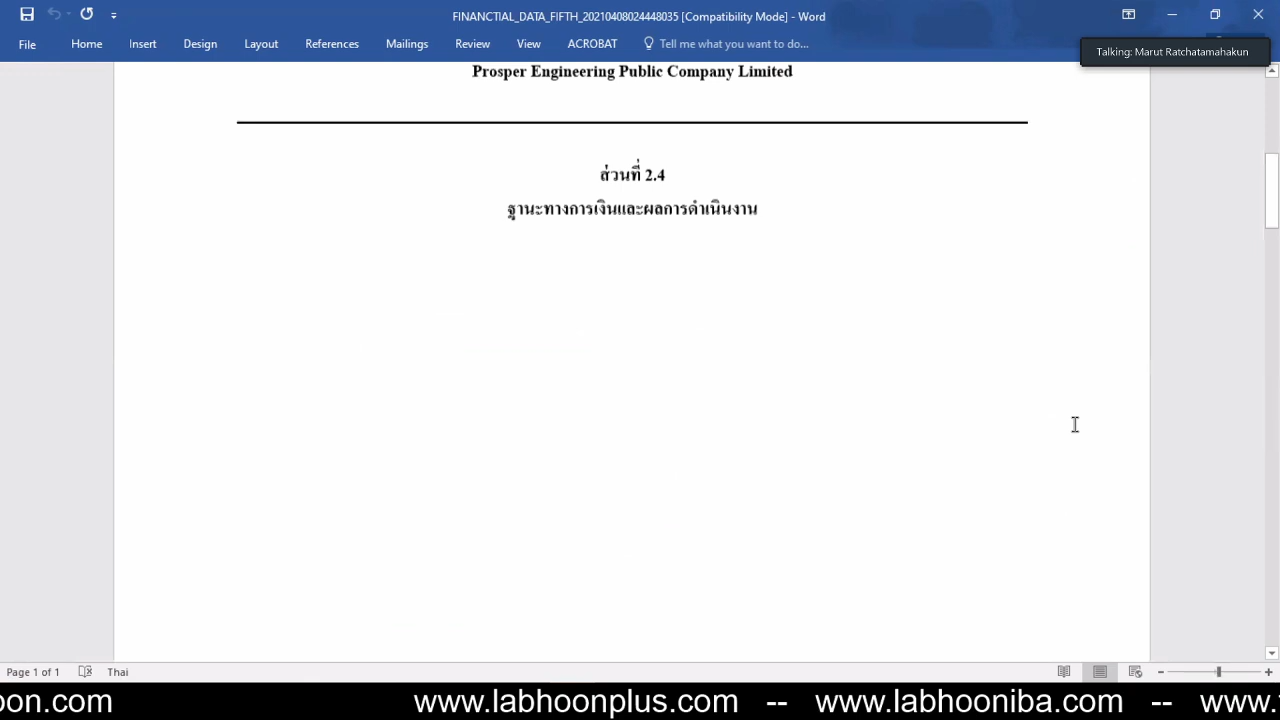 FINANCTIAL_DATA_FIFTH_20210408024448035 [Compatibility Mode] - Word
File Home Insert Design Layout References Mailings Review View ACROBAT Tell me what you want to do...
Talking: Marut Ratchatamahakun
Prosper Engineering Public Company Limited
ส่วนที่ 2.4
ฐานะทางการเงินและผลการดำเนินงาน
Page 1 of 1 Thai
oon.com www.labhoonplus.com -- www.labhooniba.com -- www.